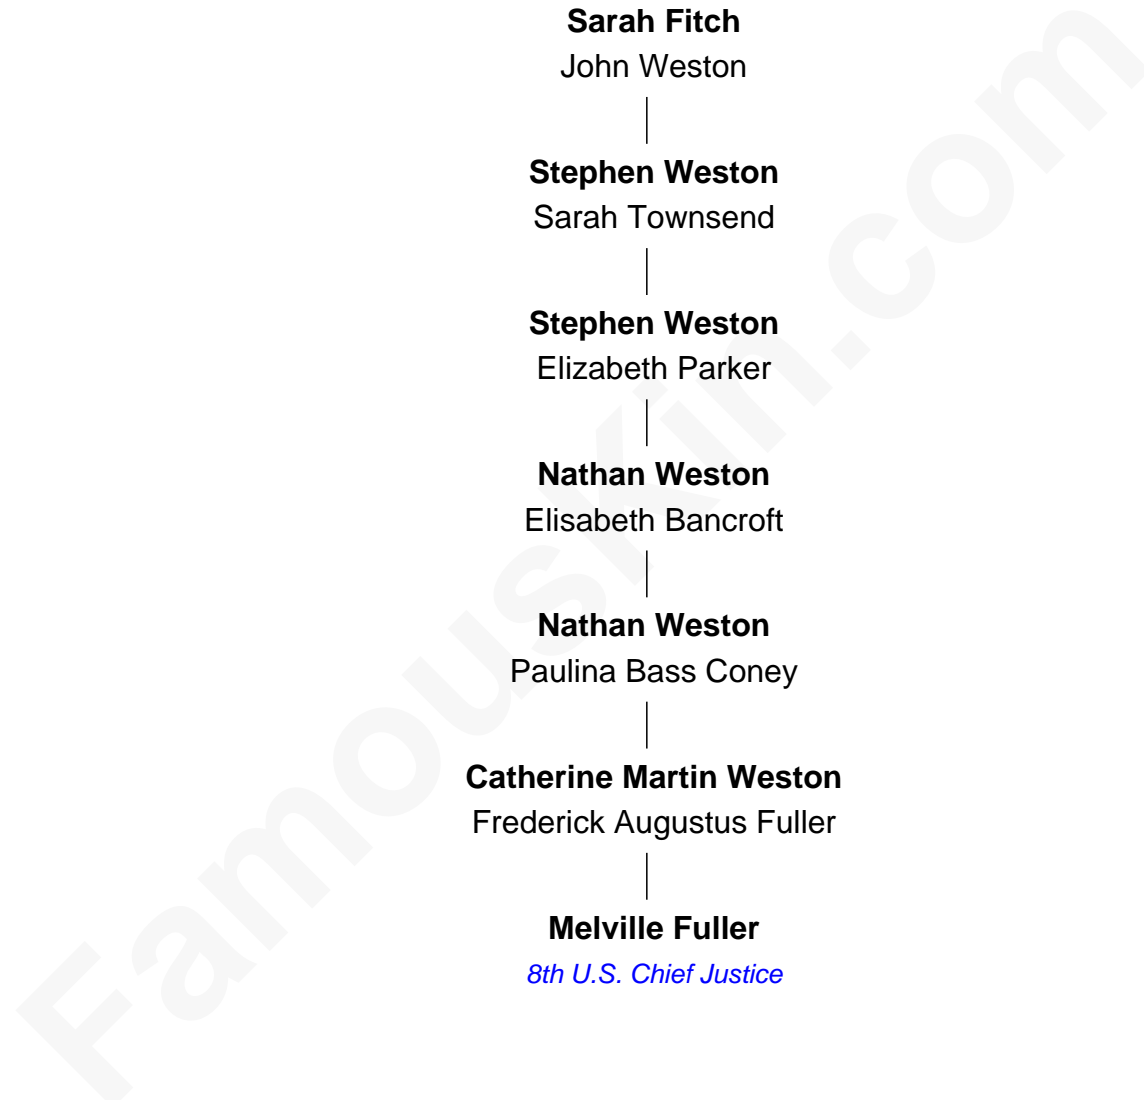 Sarah Fitch
John Weston
Stephen Weston
Sarah Townsend
Stephen Weston
Elizabeth Parker
Nathan Weston
Elisabeth Bancroft
Nathan Weston
Paulina Bass Coney
Catherine Martin Weston
Frederick Augustus Fuller
Melville Fuller
8th U.S. Chief Justice
FamousKin.com